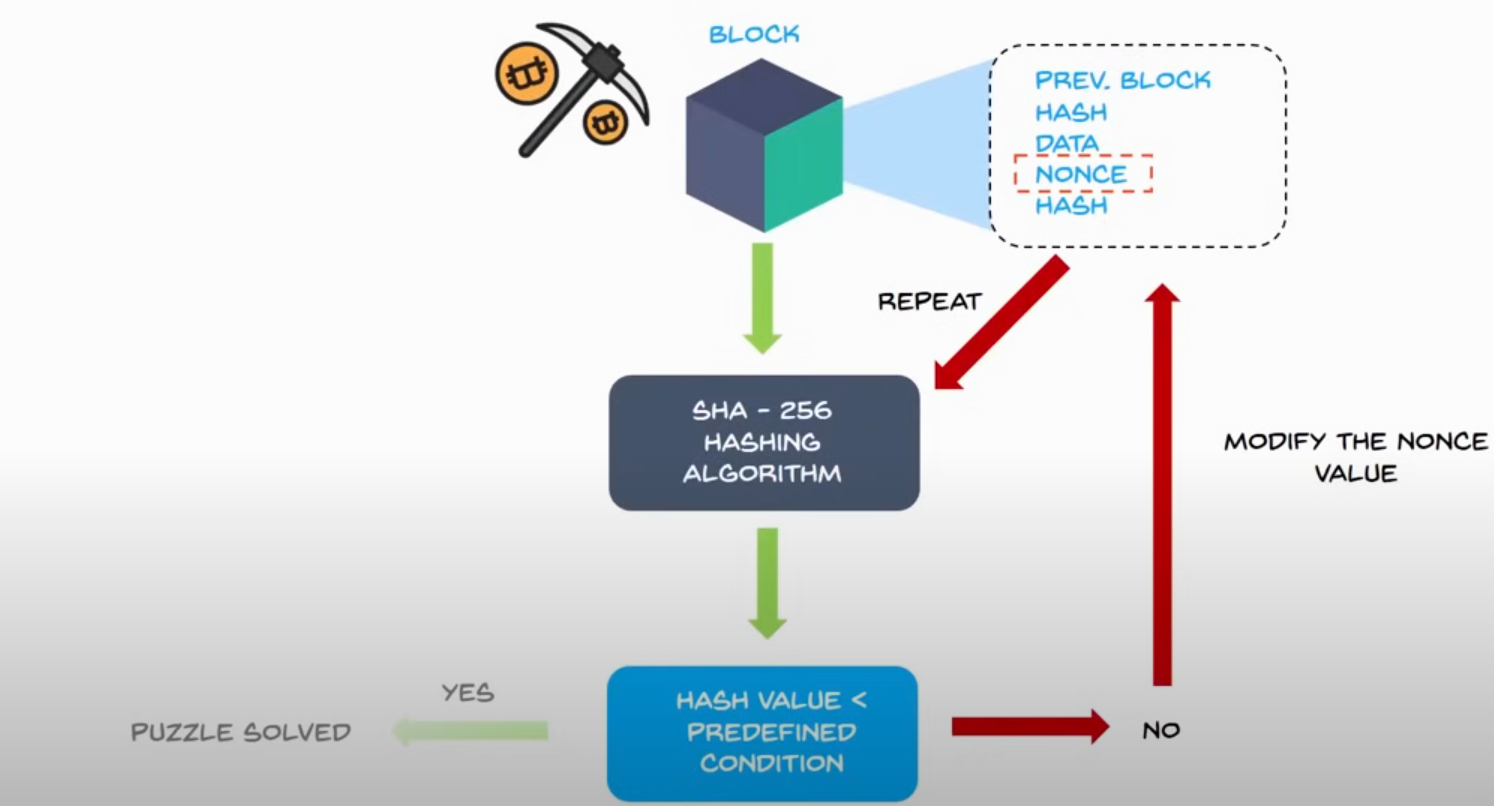 BLOCK
PREV. BLOCK
HASH
DATA
NONCE
HASH
REPEAT
SHA - 256
HASHING
ALGORITHM
MODIFY THE NONCE
VALUE
YES
PUZZLE SOLVED
HASH VALUE <
PREDEFINED
CONDITION
NO